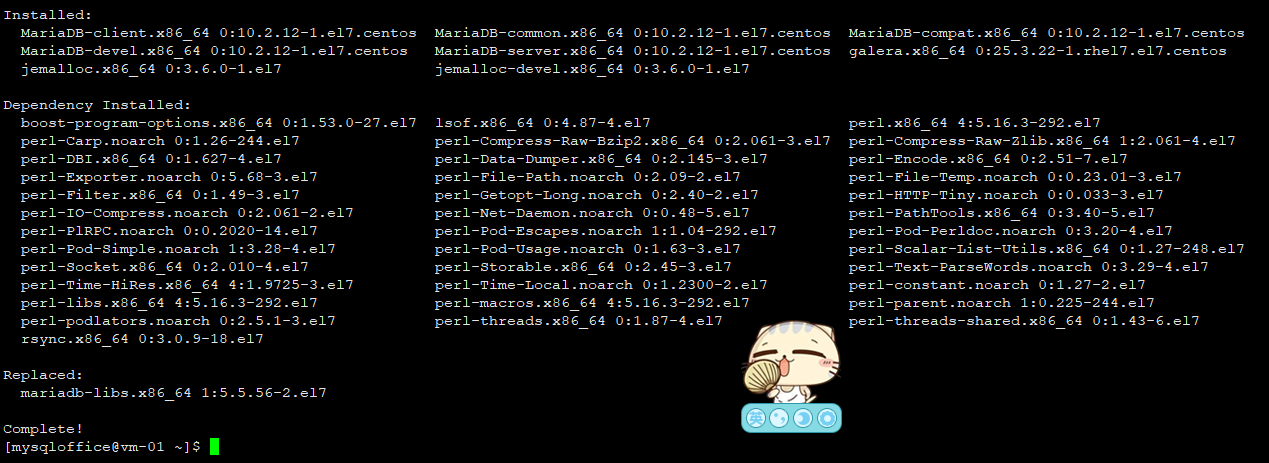 Installed:
  MariaDB-client.x86_64 0:10.2.12-1.el7.centos  MariaDB-common.x86_64 0:10.2.12-1.el7.centos  MariaDB-compat.x86_64 0:10.2.12-1.el7.centos
  MariaDB-devel.x86_64 0:10.2.12-1.el7.centos   MariaDB-server.x86_64 0:10.2.12-1.el7.centos  galera.x86_64 0:25.3.22-1.rhel7.el7.centos
  jemalloc.x86_64 0:3.6.0-1.el7                 jemalloc-devel.x86_64 0:3.6.0-1.el7

Dependency Installed:
  boost-program-options.x86_64 0:1.53.0-27.el7  lsof.x86_64 0:4.87-4.el7                      perl.x86_64 4:5.16.3-292.el7
  perl-Carp.noarch 0:1.26-244.el7               perl-Compress-Raw-Bzip2.x86_64 0:2.061-3.el7  perl-Compress-Raw-Zlib.x86_64 1:2.061-4.el7
  perl-DBI.x86_64 0:1.627-4.el7                 perl-Data-Dumper.x86_64 0:2.145-3.el7         perl-Encode.x86_64 0:2.51-7.el7
  perl-Exporter.noarch 0:5.68-3.el7             perl-File-Path.noarch 0:2.09-2.el7            perl-File-Temp.noarch 0:0.23.01-3.el7
  perl-Filter.x86_64 0:1.49-3.el7               perl-Getopt-Long.noarch 0:2.40-2.el7          perl-HTTP-Tiny.noarch 0:0.033-3.el7
  perl-IO-Compress.noarch 0:2.061-2.el7         perl-Net-Daemon.noarch 0:0.48-5.el7           perl-PathTools.x86_64 0:3.40-5.el7
  perl-PlRPC.noarch 0:0.2020-14.el7             perl-Pod-Escapes.noarch 1:1.04-292.el7        perl-Pod-Perldoc.noarch 0:3.20-4.el7
  perl-Pod-Simple.noarch 1:3.28-4.el7           perl-Pod-Usage.noarch 0:1.63-3.el7            perl-Scalar-List-Utils.x86_64 0:1.27-248.el7
  perl-Socket.x86_64 0:2.010-4.el7              perl-Storable.x86_64 0:2.45-3.el7             perl-Text-ParseWords.noarch 0:3.29-4.el7
  perl-Time-HiRes.x86_64 4:1.9725-3.el7         perl-Time-Local.noarch 0:1.2300-2.el7         perl-constant.noarch 0:1.27-2.el7
  perl-libs.x86_64 4:5.16.3-292.el7             perl-macros.x86_64 4:5.16.3-292.el7           perl-parent.noarch 1:0.225-244.el7
  perl-podlators.noarch 0:2.5.1-3.el7           perl-threads.x86_64 0:1.87-4.el7              perl-threads-shared.x86_64 0:1.43-6.el7
  rsync.x86_64 0:3.0.9-18.el7

Replaced:
  mariadb-libs.x86_64 1:5.5.56-2.el7

英
Complete!
[mysqloffice@vm-01 ~]$